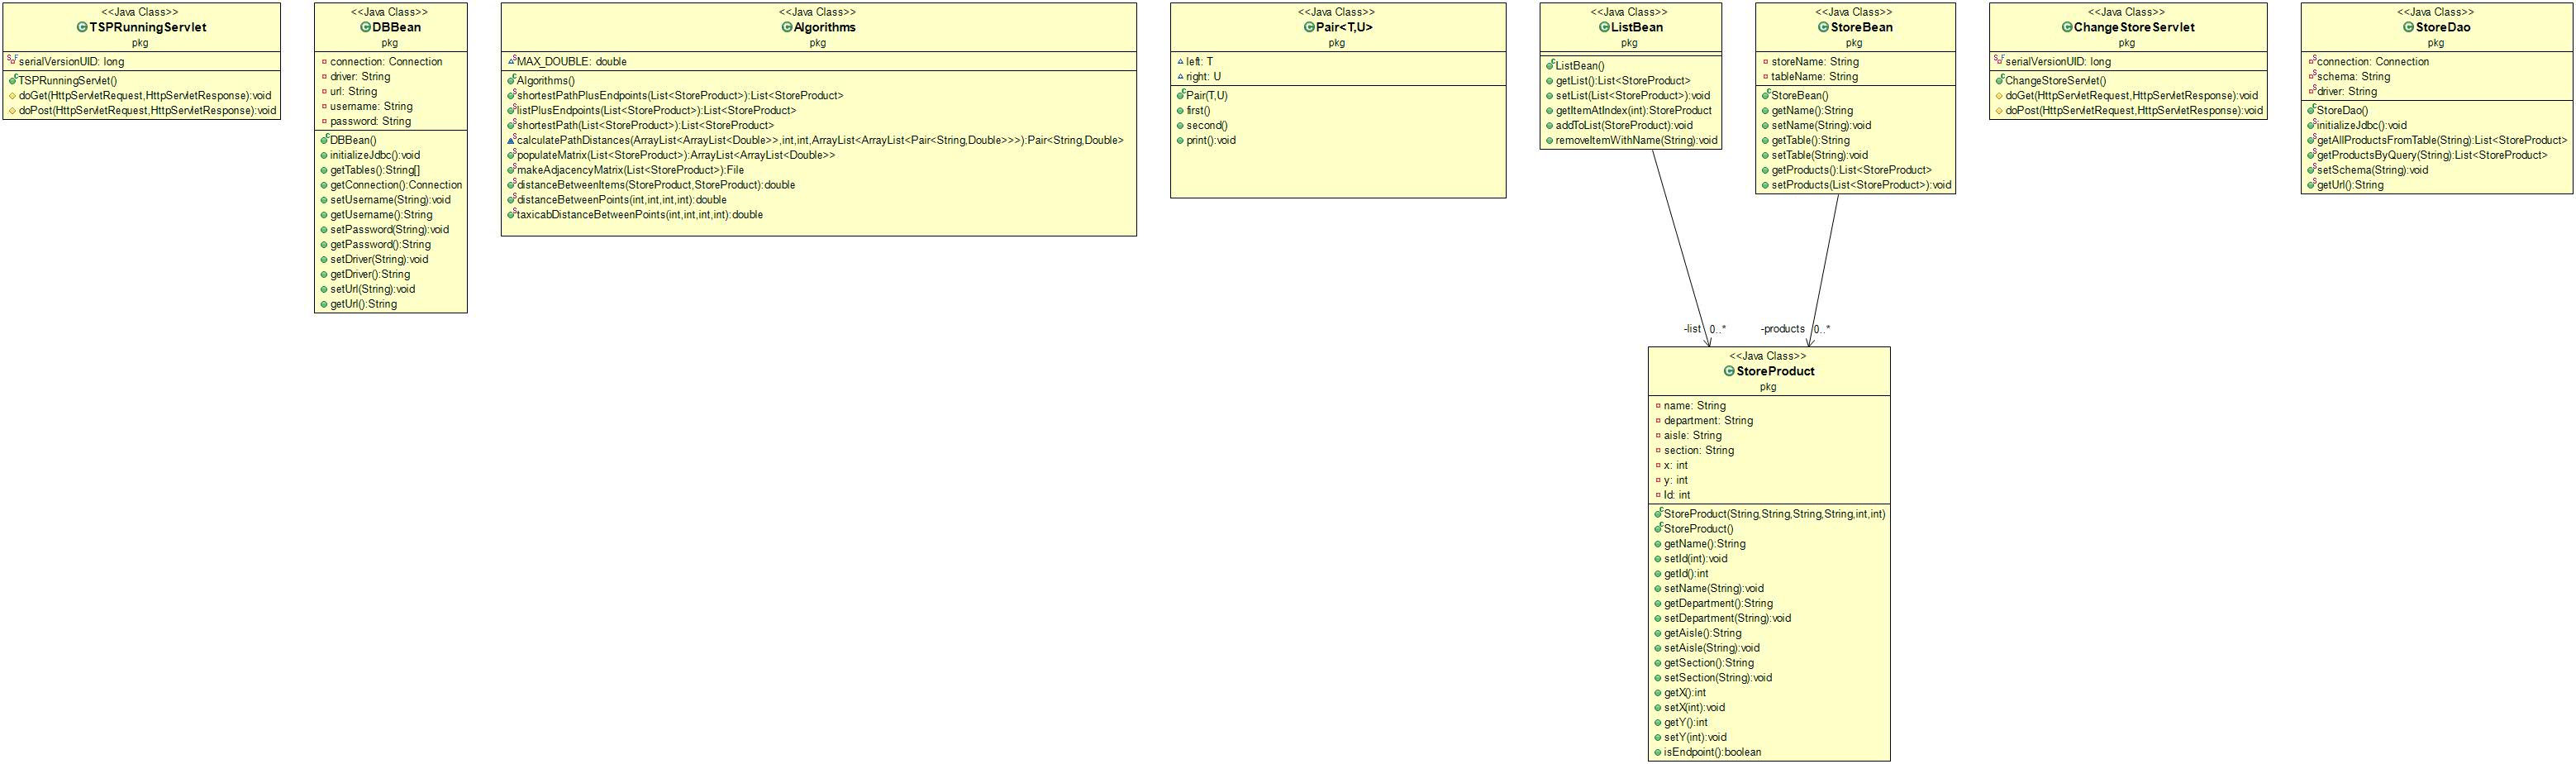 <<Java Class>>
TSPRunningServlet
pkg
serialVersionUID: long
TSPRunningServlet()
doGet(HttpServletRequest,HttpServletResponse):void
doPost(HttpServletRequest,HttpServletResponse):void
<<Java Class>>
DBBean
pkg
connection: Connection
driver: String
url: String
username: String
password: String
DBBean()
initializeJdbc():void
getTables():String[]
getConnection():Connection
setUsername(String):void
getUsername():String
setPassword(String):void
getPassword():String
setDriver(String):void
getDriver():String
setUrl(String):void
getUrl():String
<<Java Class>>
Algorithms
pkg
MAX_DOUBLE: double
Algorithms()
shortestPathPlusEndpoints(List<StoreProduct>):List<StoreProduct>
listPlusEndpoints(List<StoreProduct>):List<StoreProduct>
shortestPath(List<StoreProduct>):List<StoreProduct>
calculatePathDistances(ArrayList<ArrayList<Double>>,int,int,ArrayList<ArrayList<Pair<String,Double>>>):Pair<String,Double>
populateMatrix(List<StoreProduct>):ArrayList<ArrayList<Double>>
makeAdjacencyMatrix(List<StoreProduct>):File
distanceBetweenItems(StoreProduct,StoreProduct):double
distanceBetweenPoints(int,int,int,int):double
taxicabDistanceBetweenPoints(int,int,int,int):double
<<Java Class>>
Pair<T,U>
pkg
left: T
right: U
Pair(T,U)
first()
second()
print():void
<<Java Class>>
ListBean
pkg
ListBean()
getList():List<StoreProduct>
setList(List<StoreProduct>):void
getItemAtIndex(int):StoreProduct
addToList(StoreProduct):void
removeItemWithName(String):void
<<Java Class>>
StoreBean
pkg
storeName: String
tableName: String
StoreBean()
getName():String
setName(String):void
getTable():String
setTable(String):void
getProducts():List<StoreProduct>
setProducts(List<StoreProduct>):void
<<Java Class>>
ChangeStoreServlet
pkg
serialVersionUID: long
ChangeStoreServlet()
doGet(HttpServletRequest,HttpServletResponse):void
doPost(HttpServletRequest,HttpServletResponse):void
<<Java Class>>
StoreDao
pkg
connection: Connection
schema: String
driver: String
StoreDao()
initializeJdbc():void
getAllProductsFromTable(String):List<StoreProduct>
getProductsByQuery(String):List<StoreProduct>
setSchema(String):void
getUrl():String
-list 0..*
-products 0..*
<<Java Class>>
StoreProduct
pkg
name: String
department: String
aisle: String
section: String
x: int
y: int
Id: int
StoreProduct(String,String,String,String,int,int)
StoreProduct()
getName():String
setId(int):void
getId():int
setName(String):void
getDepartment():String
setDepartment(String):void
getAisle():String
setAisle(String):void
getSection():String
setSection(String):void
getX():int
setX(int):void
getY():int
setY(int):void
isEndpoint():boolean